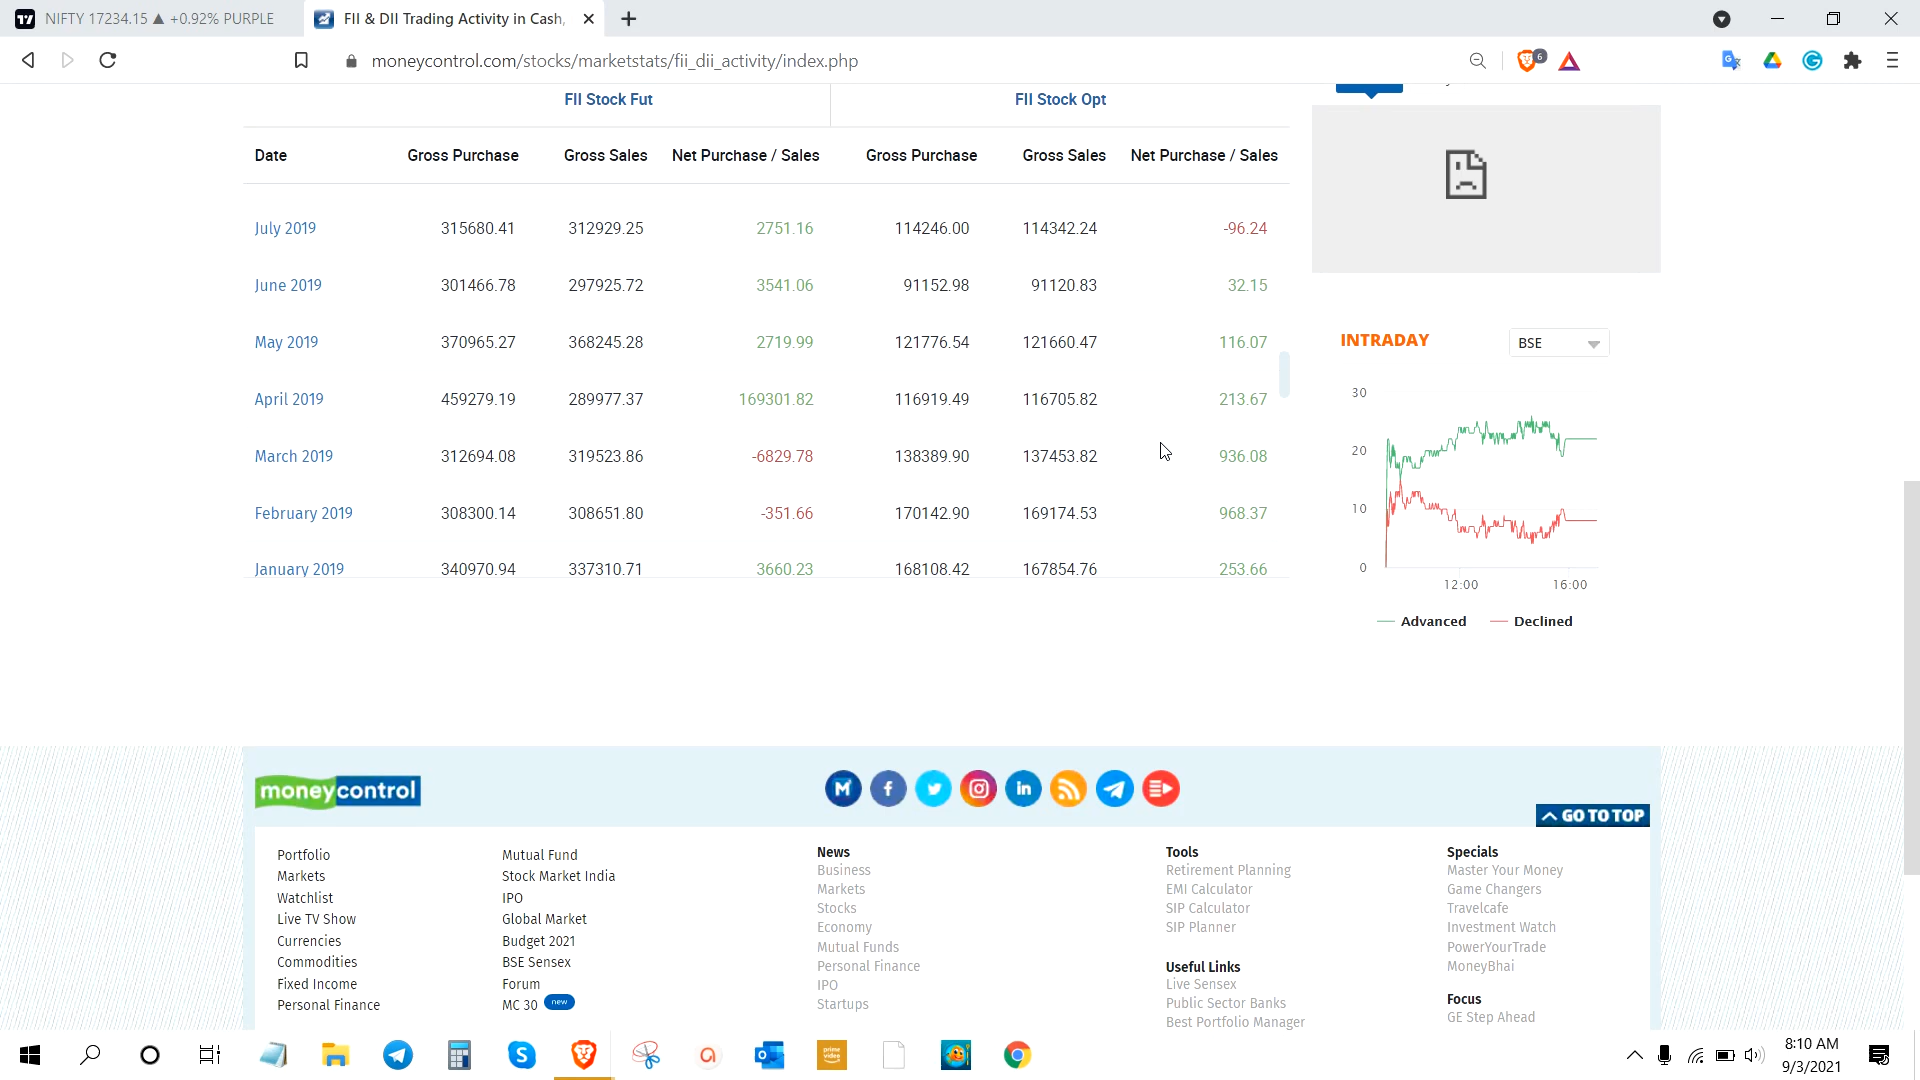 NIFTY 17234.15 ▲ +0.92% PURPLE
FII & DII Trading Activity in Cash,
moneycontrol.com/stocks/marketstats/fii_dii_activity/index.php
6
FII Stock Fut FII Stock Opt
Date Gross Purchase Gross Sales Net Purchase / Sales Gross Purchase Gross Sales Net Purchase / Sales
July 2019 315680.41 312929.25 2751.16 114246.00 114342.24 -96.24
June 2019 301466.78 297925.72 3541.06 91152.98 91120.83 32.15
May 2019 370965.27 368245.28 2719.99 121776.54 121660.47 116.07
April 2019 459279.19 289977.37 169301.82 116919.49 116705.82 213.67
March 2019 312694.08 319523.86 -6829.78 138389.90 137453.82 936.08
February 2019 308300.14 308651.80 -351.66 170142.90 169174.53 968.37
January 2019 340970.94 337310.71 3660.23 168108.42 167854.76 253.66
INTRADAY BSE
30
20
10
0
12:00 16:00
Advanced Declined
moneycontrol
M f in
GO TO TOP
Portfolio
Markets
Watchlist
Live TV Show
Currencies
Commodities
Fixed Income
Personal Finance
Mutual Fund
Stock Market India
IPO
Global Market
Budget 2021
BSE Sensex
Forum
MC 30 new
News
Business
Markets
Stocks
Economy
Mutual Funds
Personal Finance
IPO
Startups
Tools
Retirement Planning
EMI Calculator
SIP Calculator
SIP Planner
Useful Links
Live Sensex
Public Sector Banks
Best Portfolio Manager
Specials
Master Your Money
Game Changers
Travelcafe
Investment Watch
PowerYourTrade
MoneyBhai
Focus
GE Step Ahead
prime video
8:10 AM
9/3/2021